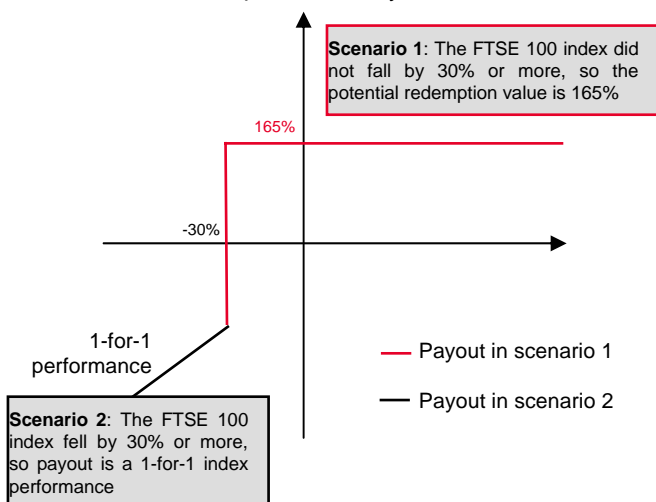 Scenario 1: The FTSE 100 index did
not fall by 30% or more, so the
potential redemption value is 165%
165%
-30%
1-for-1
performance
Payout in scenario 1
Payout in scenario 2
Scenario 2: The FTSE 100
index fell by 30% or more,
so payout is a 1-for-1 index
performance